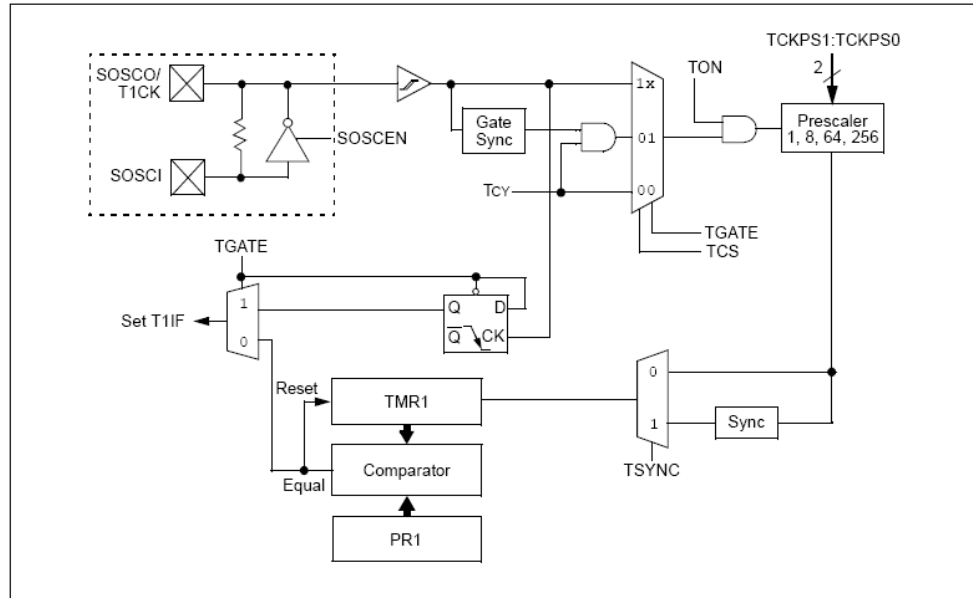 TCKPS1:TCKPS0
SOSCO/
T1CK
TON
2
1x
Prescaler
1, 8, 64, 256
Gate
Sync
SOSCEN
01
SOSCI
TCY
00
TGATE
TCS
TGATE
1
Q
D
Set T1IF
Q
CK
0
Reset
TMR1
0
1
Sync
Comparator
TSYNC
Equal
PR1